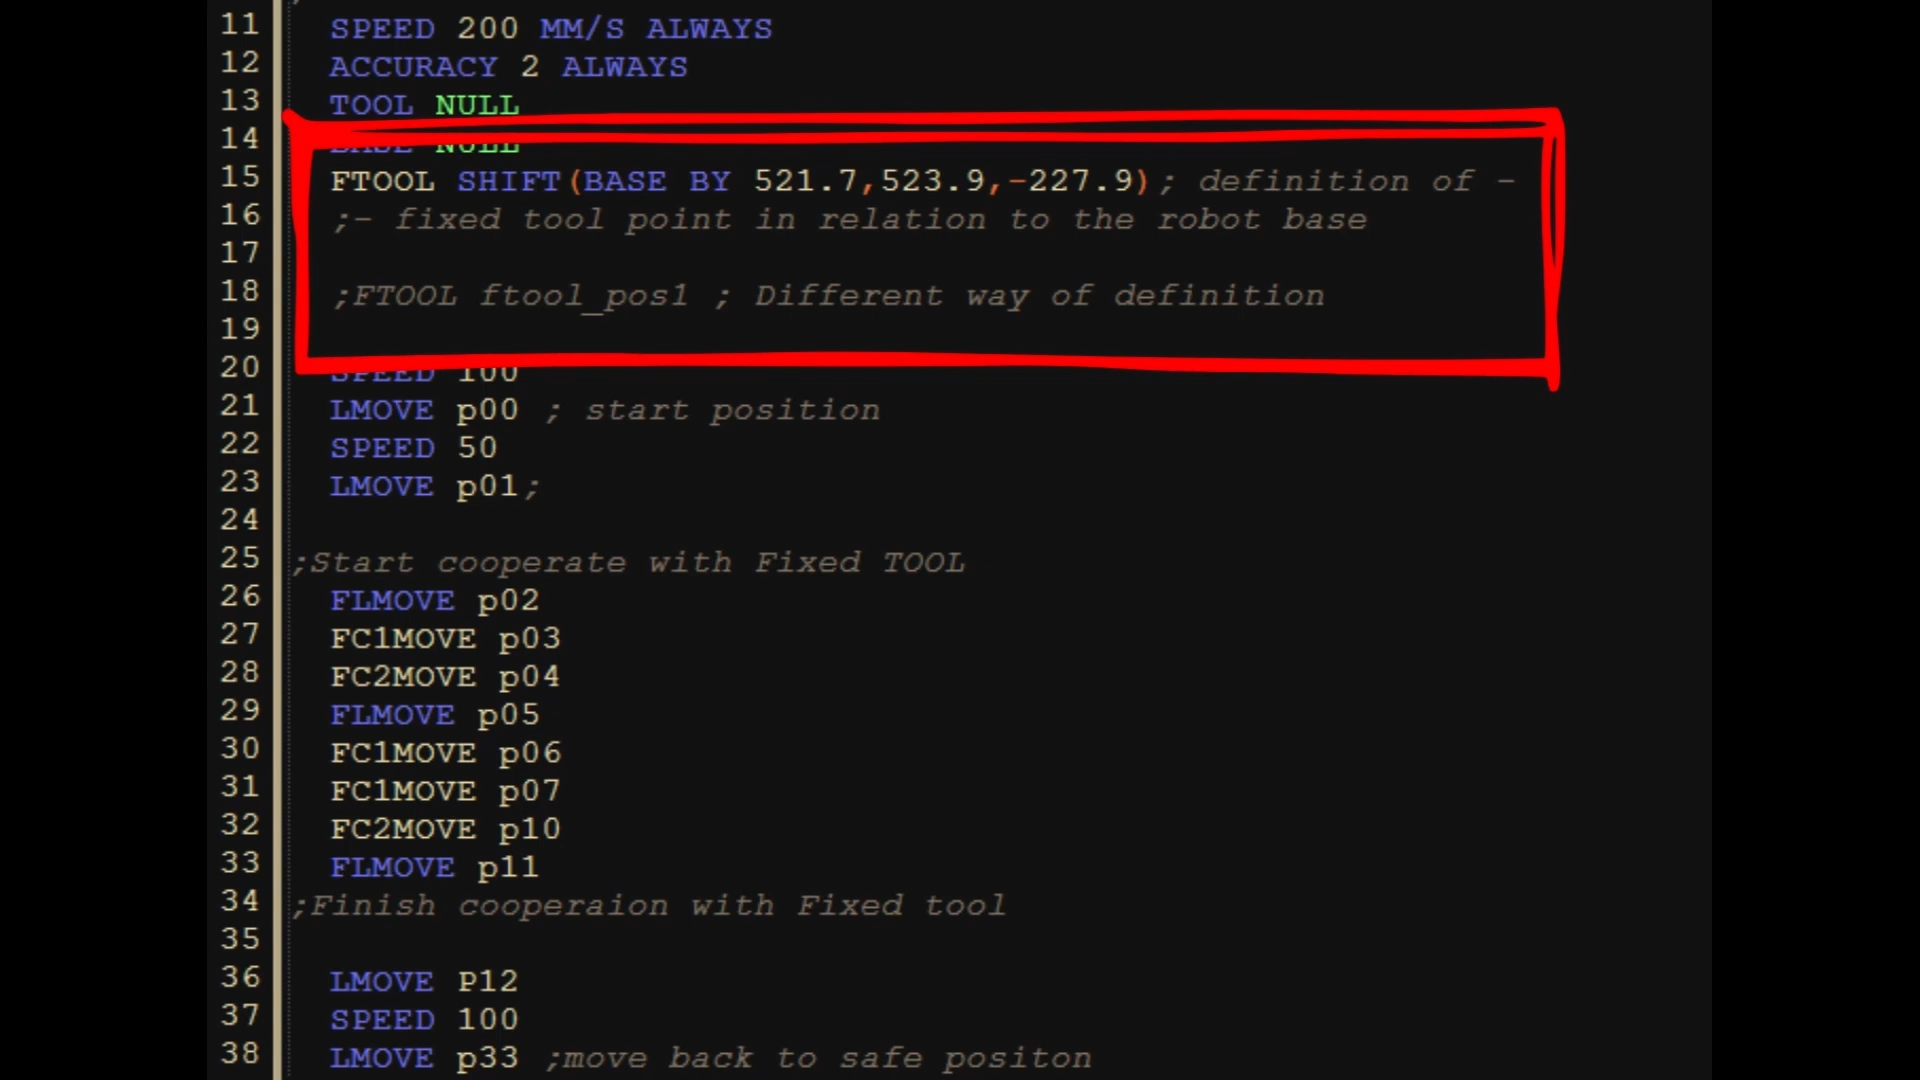 11 SPEED 200 MM/S ALWAYS
12 ACCURACY 2 ALWAYS
13 TOOL NULL
14 BASE NULL
15 FTOOL SHIFT(BASE BY 521.7,523.9,-227.9); definition of -
16 ;- fixed tool point in relation to the robot base
17
18 ;FTOOL ftool_pos1 ; Different way of definition
19
20 SPEED 100
21 LMOVE p00 ; start position
22 SPEED 50
23 LMOVE p01;
24
25 ;Start cooperate with Fixed TOOL
26 FLMOVE p02
27 FC1MOVE p03
28 FC2MOVE p04
29 FLMOVE p05
30 FC1MOVE p06
31 FC1MOVE p07
32 FC2MOVE p10
33 FLMOVE p11
34 ;Finish cooperaion with Fixed tool
35
36 LMOVE P12
37 SPEED 100
38 LMOVE p33 ;move back to safe positon